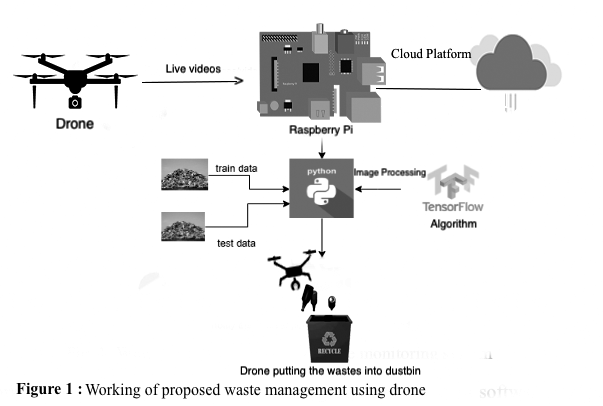 Live videos
Cloud Platform
Drone
Raspberry Pi
train data
python
Image Processing
TensorFlow
test data
Algorithm
RECYCLE
Drone putting the wastes into dustbin
Figure 1 : Working of proposed waste management using drone